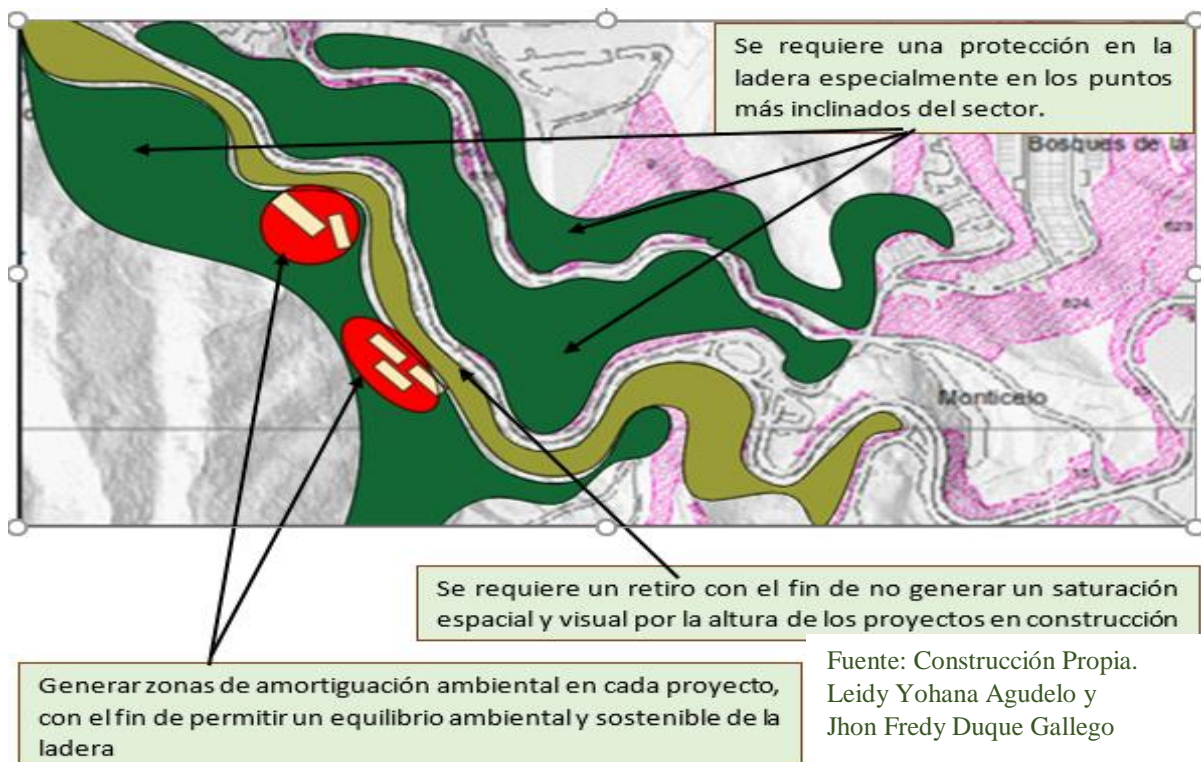 Se requiere una protección en la
ladera especialmente en los puntos
más inclinados del sector.
Bosques de la
623
624
Monticelo
Se requiere un retiro con el fin de no generar un saturación
espacial y visual por la altura de los proyectos en construcción
Generar zonas de amortiguación ambiental en cada proyecto,
con el fin de permitir un equilibrio ambiental y sostenible de la
ladera
Fuente: Construcción Propia.
Leidy Yohana Agudelo y
Jhon Fredy Duque Gallego